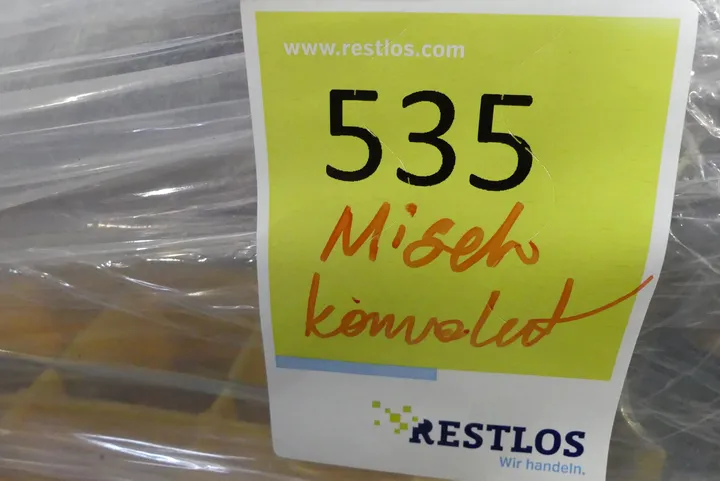 www.restlos.com
535
Misch
konvolut
RESTLOS
Wir handeln.